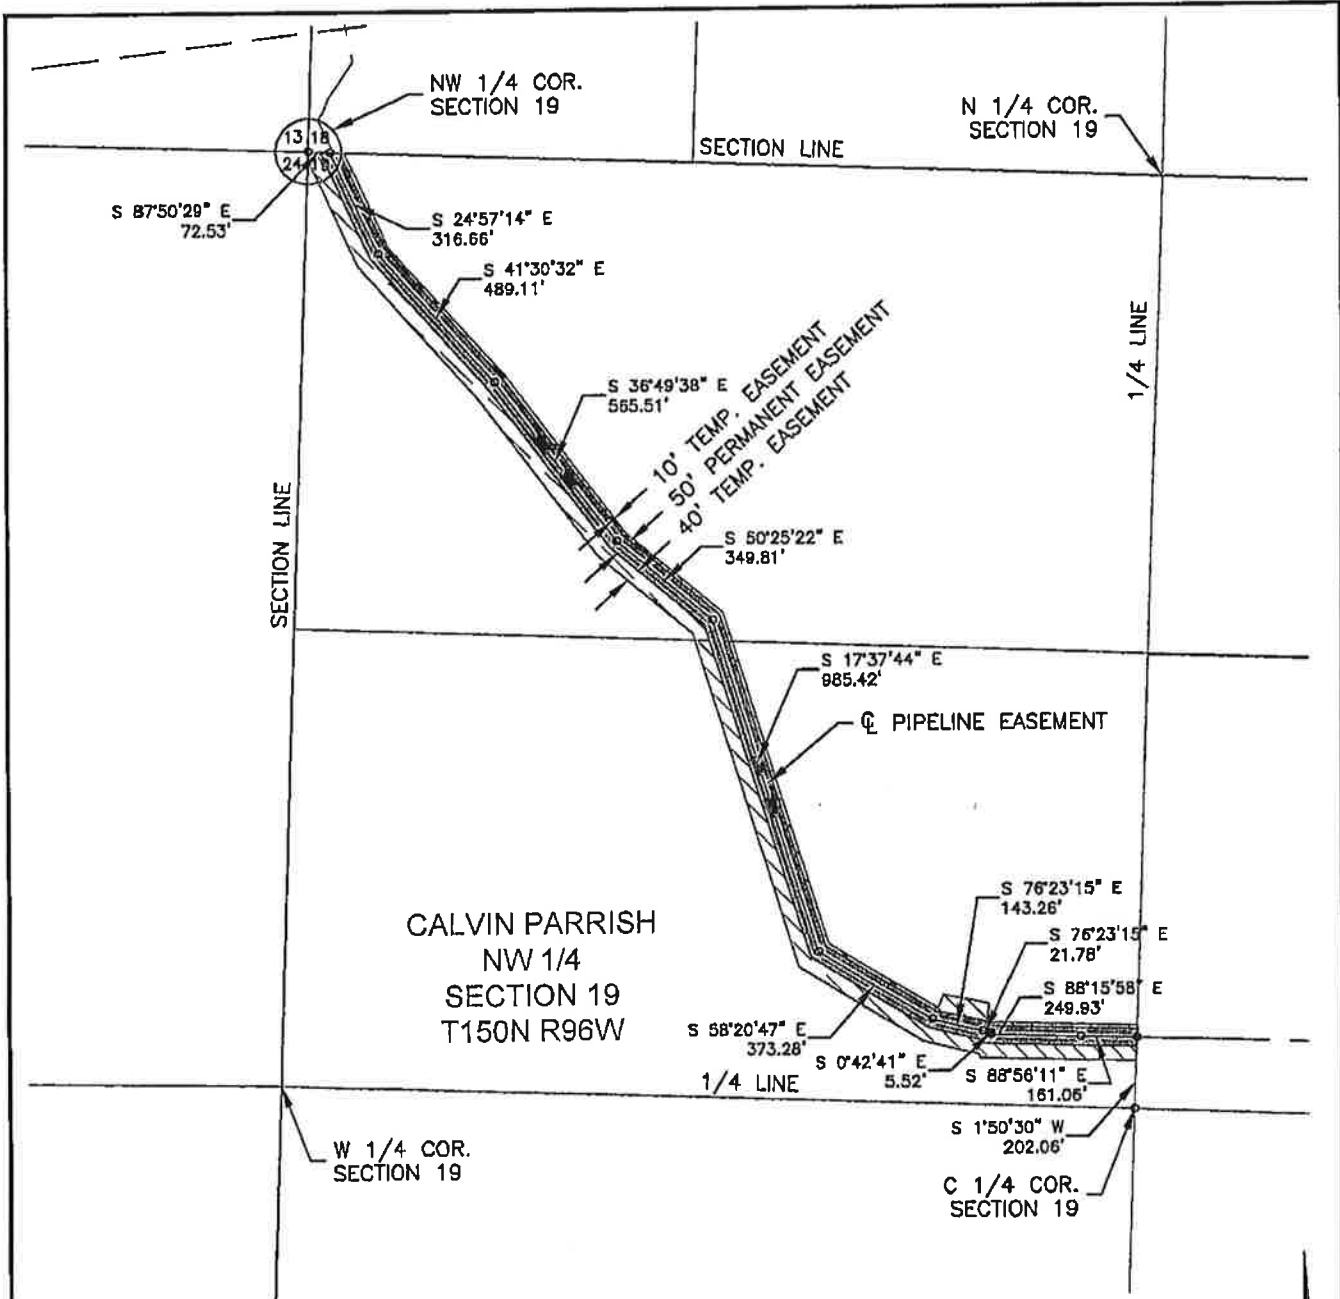 NW 1/4 COR.
SECTION 19
N 1/4 COR.
SECTION 19
13 18
24 19
SECTION LINE
S 87°50'29" E
72.53'
S 24°57'14" E
316.66'
S 41°30'32" E
489.11'
1/4 LINE
S 36°49'38" E
565.51'
10' TEMP. EASEMENT
50' PERMANENT EASEMENT
40' TEMP. EASEMENT
SECTION LINE
S 50°25'22" E
349.81'
S 17°37'44" E
985.42'
℄ PIPELINE EASEMENT
CALVIN PARRISH
NW 1/4
SECTION 19
T150N R96W
S 76°23'15" E
143.26'
S 76°23'15" E
21.78'
S 88°15'58" E
249.93'
S 58°20'47" E
373.28'
S 0°42'41" E
5.52'
S 88°56'11" E
161.06'
1/4 LINE
S 1°50'30" W
202.06'
W 1/4 COR.
SECTION 19
C 1/4 COR.
SECTION 19